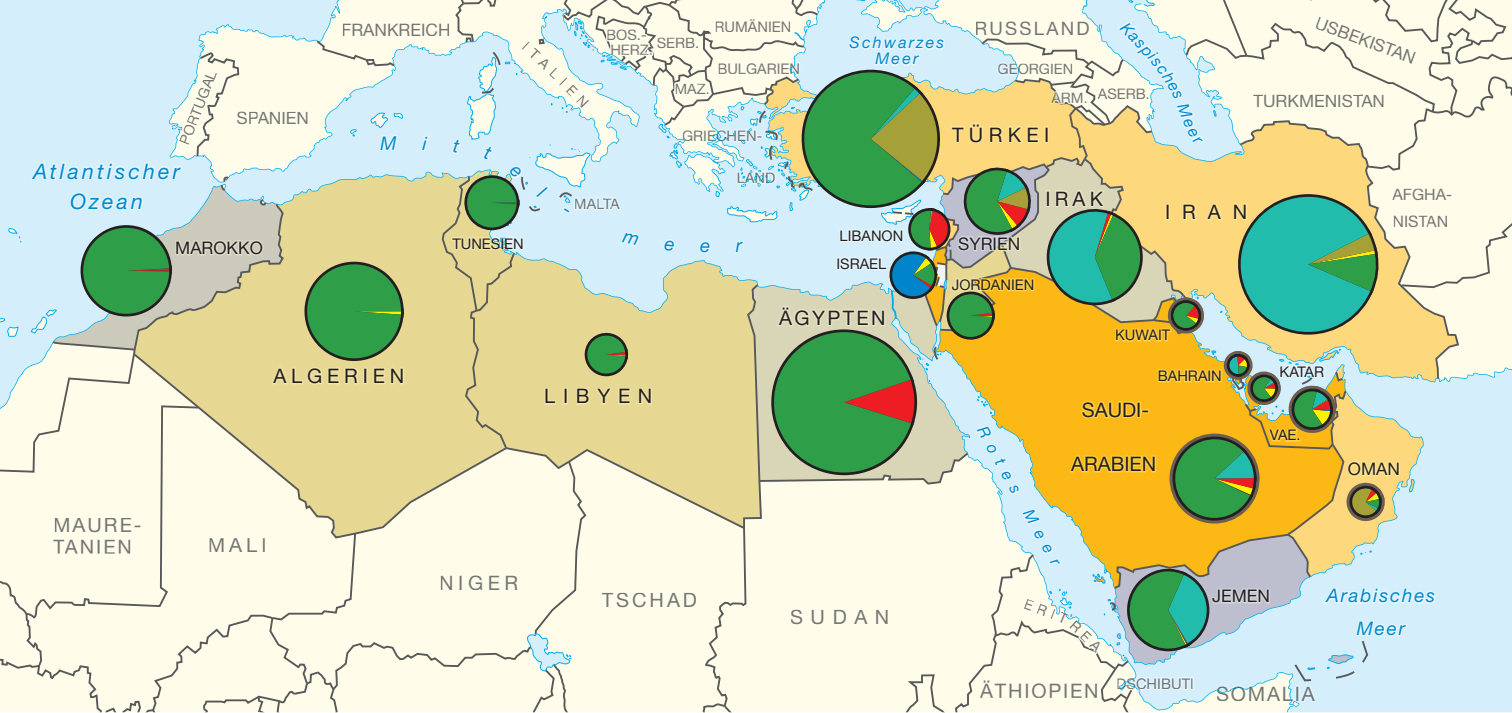 FRANKREICH
ITALIEN
BOS.-
HERZ.
SERB.
RUMÄNIEN
BULGARIEN
MAZ.
GRIECHEN-
LAND
Schwarzes
Meer
RUSSLAND
GEORGIEN
ARM.
ASERB.
Kaspisches Meer
USBEKISTAN
TURKMENISTAN
AFGHA-
NISTAN
PORTUGAL
SPANIEN
Atlantischer
Ozean
Mittelmeer
MALTA
TÜRKEI
MAROKKO
ALGERIEN
TUNESIEN
LIBYEN
ÄGYPTEN
LIBANON
ISRAEL
SYRIEN
JORDANIEN
IRAK
IRAN
KUWAIT
BAHRAIN
KATAR
VAE.
SAUDI-
ARABIEN
OMAN
JEMEN
Rotes Meer
Arabisches
Meer
MAURE-
TANIEN
MALI
NIGER
TSCHAD
SUDAN
ERITREA
ÄTHIOPIEN
DSCHIBUTI
SOMALIA